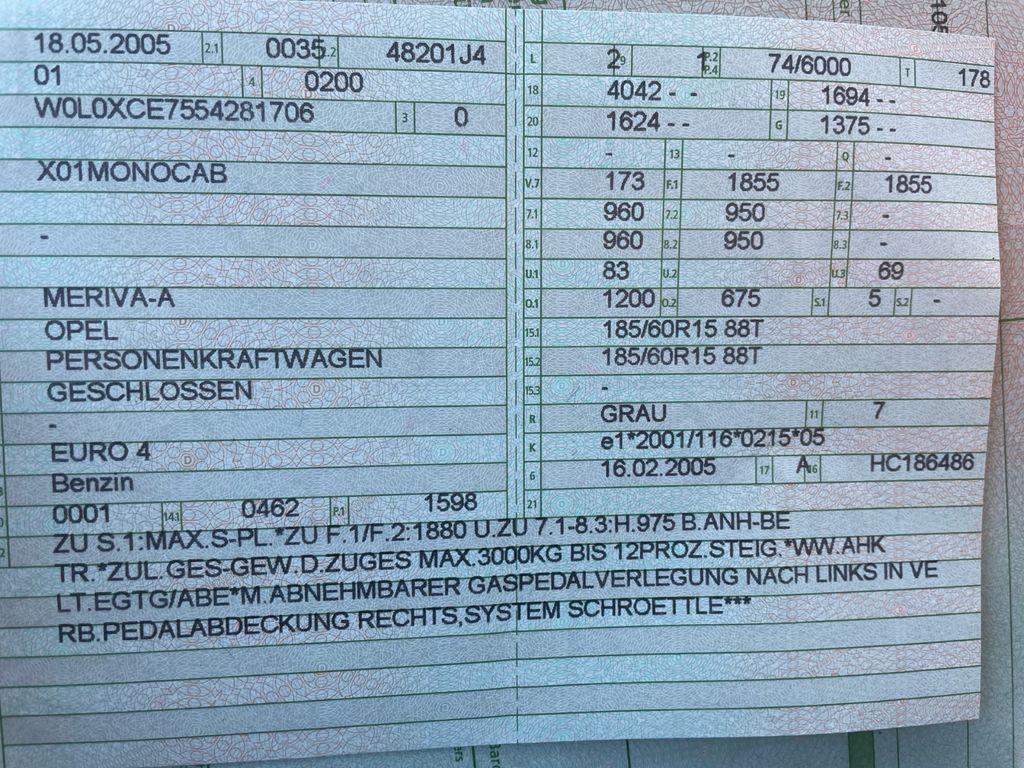 18.05.2005 2.1 0035 .2 48201J4
01 4 0200
W0L0XCE7554281706 3 0
X01MONOCAB
-
MERIVA-A
OPEL
PERSONENKRAFTWAGEN
GESCHLOSSEN
-
EURO 4
Benzin
0001 14.1 0462 P.1 1598
L 2 9 1 P.2 P.4 74/6000 T 178
18 4042 - - 19 1694 - -
20 1624 - - G 1375 - -
12 - 13 - Q -
V.7 173 F.1 1855 F.2 1855
7.1 960 7.2 950 7.3 -
8.1 960 8.2 950 8.3 -
U.1 83 U.2 U.3 69
O.1 1200 O.2 675 S.1 5 S.2 -
15.1 185/60R15 88T
15.2 185/60R15 88T
15.3 -
R GRAU 11 7
K e1*2001/116*0215*05
6 16.02.2005 17 A 16 HC186486
21
ZU S.1:MAX.S-PL.*ZU F.1/F.2:1880 U.ZU 7.1-8.3:H.975 B.ANH-BE
TR.*ZUL.GES-GEW.D.ZUGES MAX.3000KG BIS 12PROZ.STEIG.*WW.AHK
LT.EGTG/ABE*M.ABNEHMBARER GASPEDALVERLEGUNG NACH LINKS IN VE
RB.PEDALABDECKUNG RECHTS,SYSTEM SCHROETTLE***